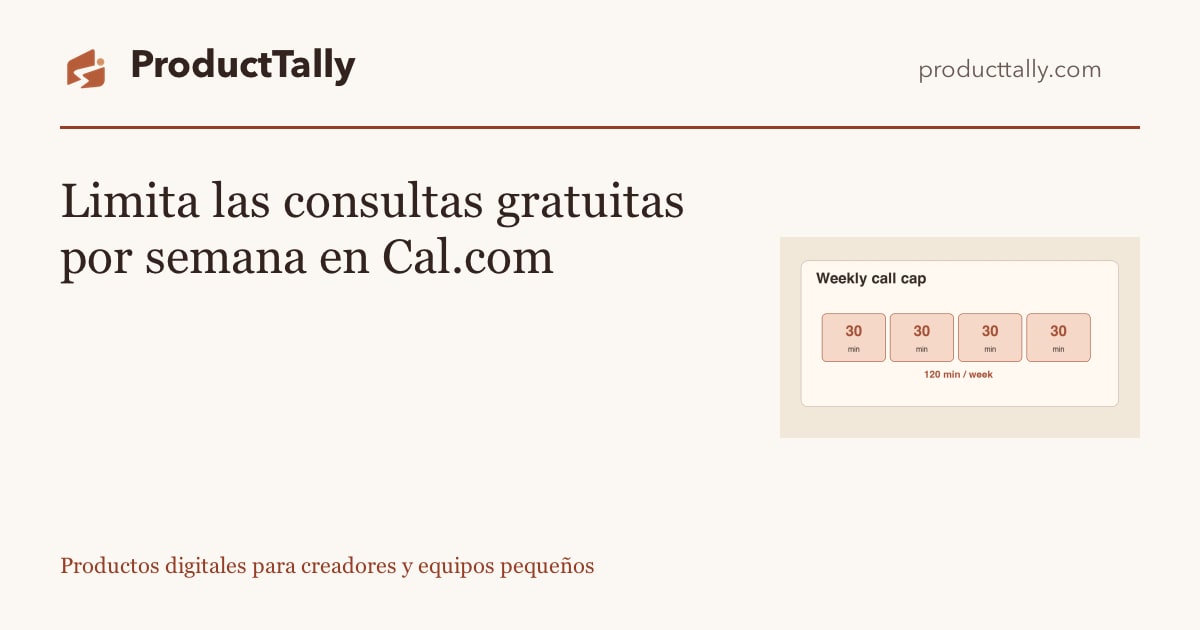 ProductTally
producttally.com
Limita las consultas gratuitas
por semana en Cal.com
Weekly call cap
30 30 30 30
min min min min
120 min / week
Productos digitales para creadores y equipos pequeños